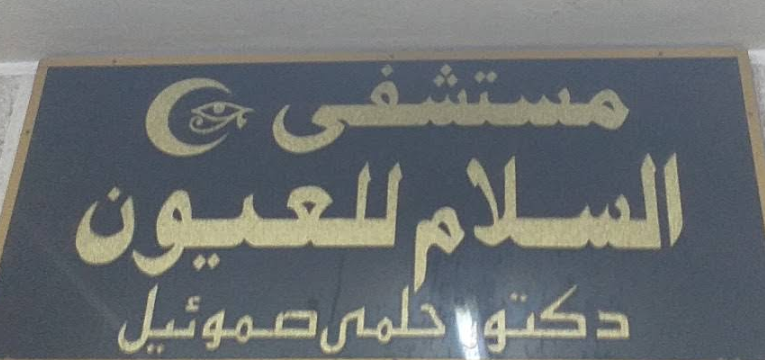 مستشفى
السلام للعيون
دكتور حلمى صموئيل